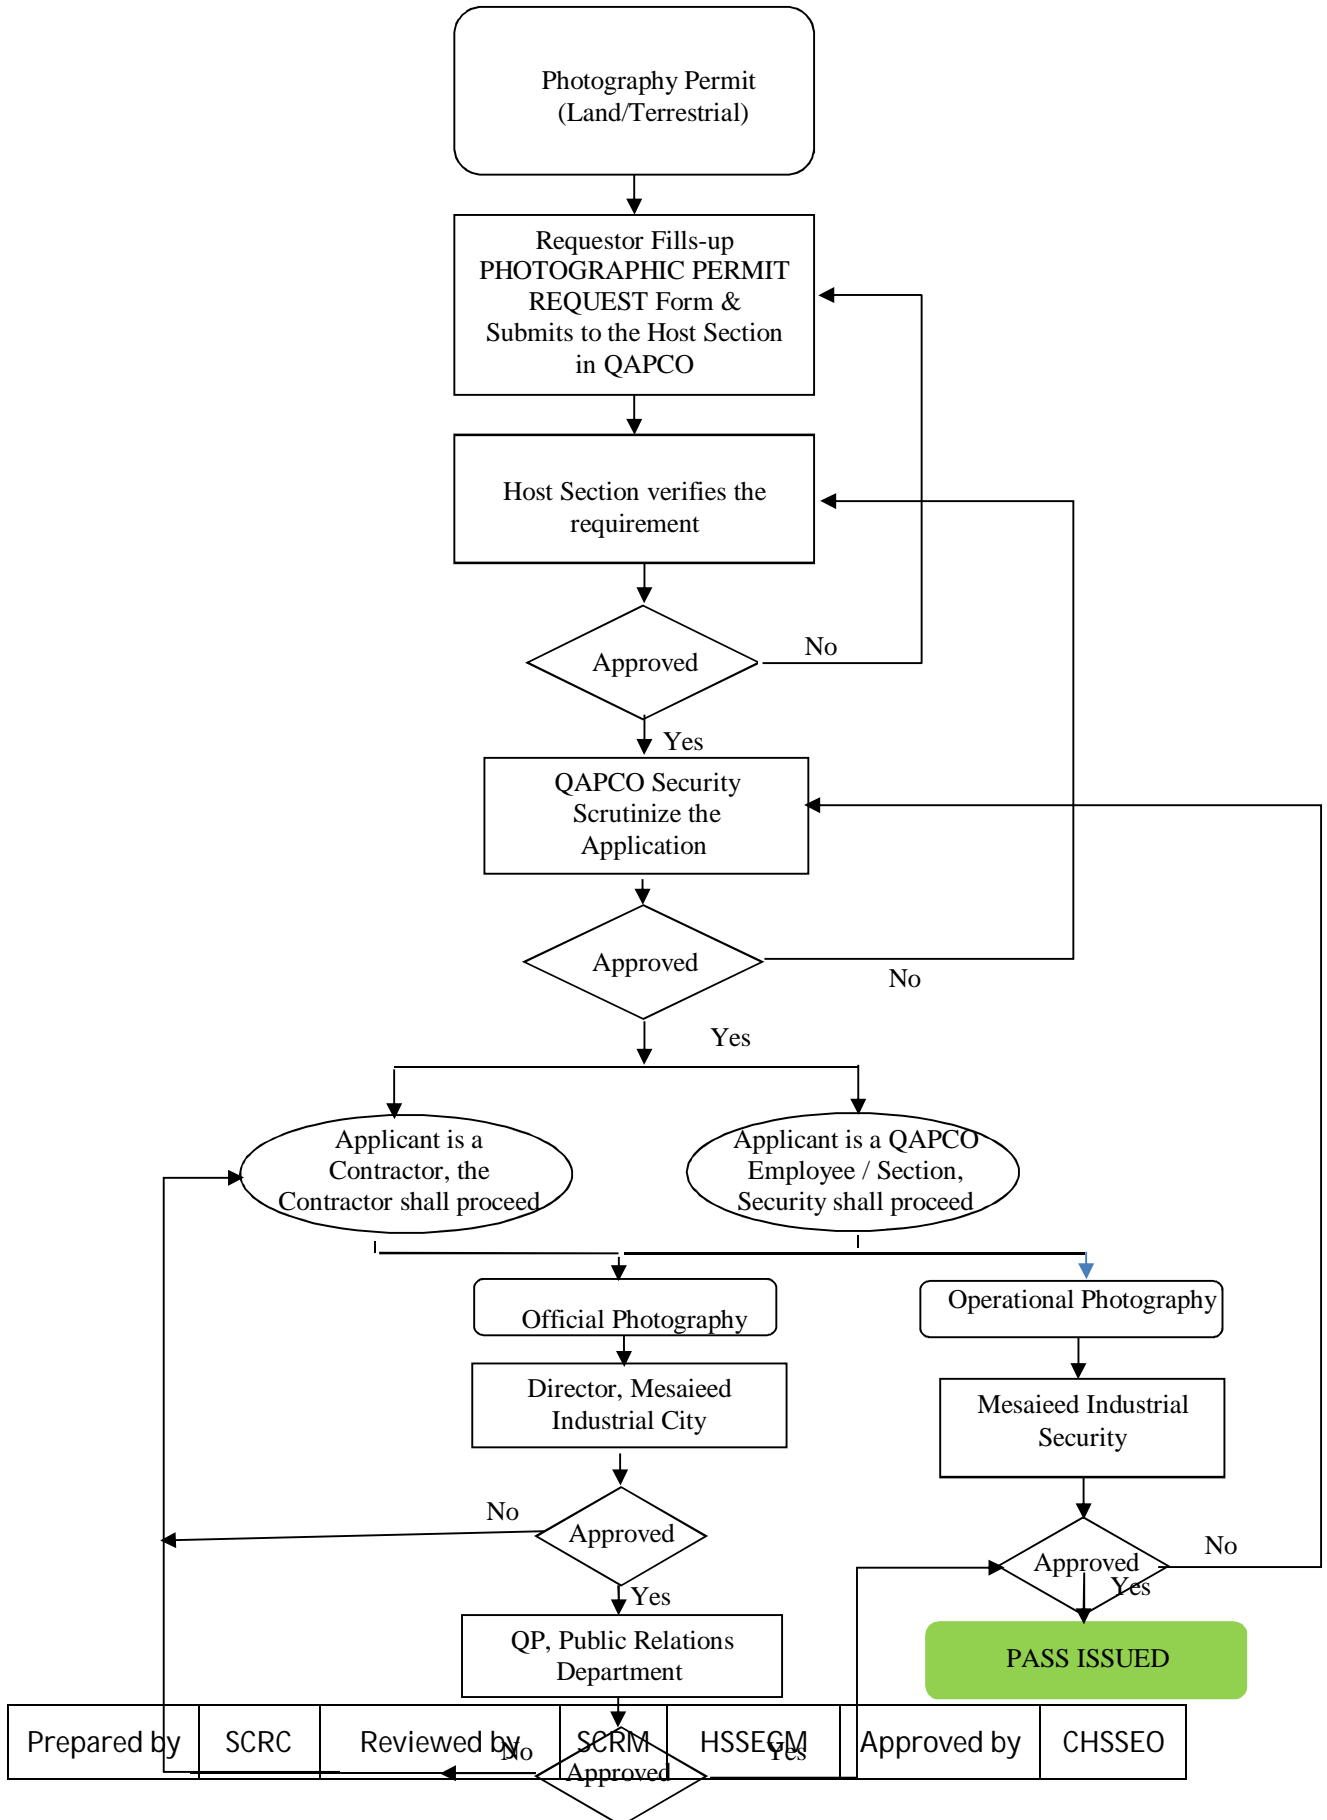 Photography Permit
(Land/Terrestrial)
Requestor Fills-up
PHOTOGRAPHIC PERMIT
REQUEST Form &
Submits to the Host Section
in QAPCO
Host Section verifies the
requirement
Approved
No
Yes
QAPCO Security
Scrutinize the
Application
Approved
No
Yes
Applicant is a
Contractor, the
Contractor shall proceed
Applicant is a QAPCO
Employee / Section,
Security shall proceed
Official Photography
Operational Photography
Director, Mesaieed
Industrial City
Mesaieed Industrial
Security
No
Approved
Yes
Approved
No
Yes
QP, Public Relations
Department
PASS ISSUED
Prepared by SCRC Reviewed by SCRM HSSEGM Approved by CHSSEO
No
Approved
Yes